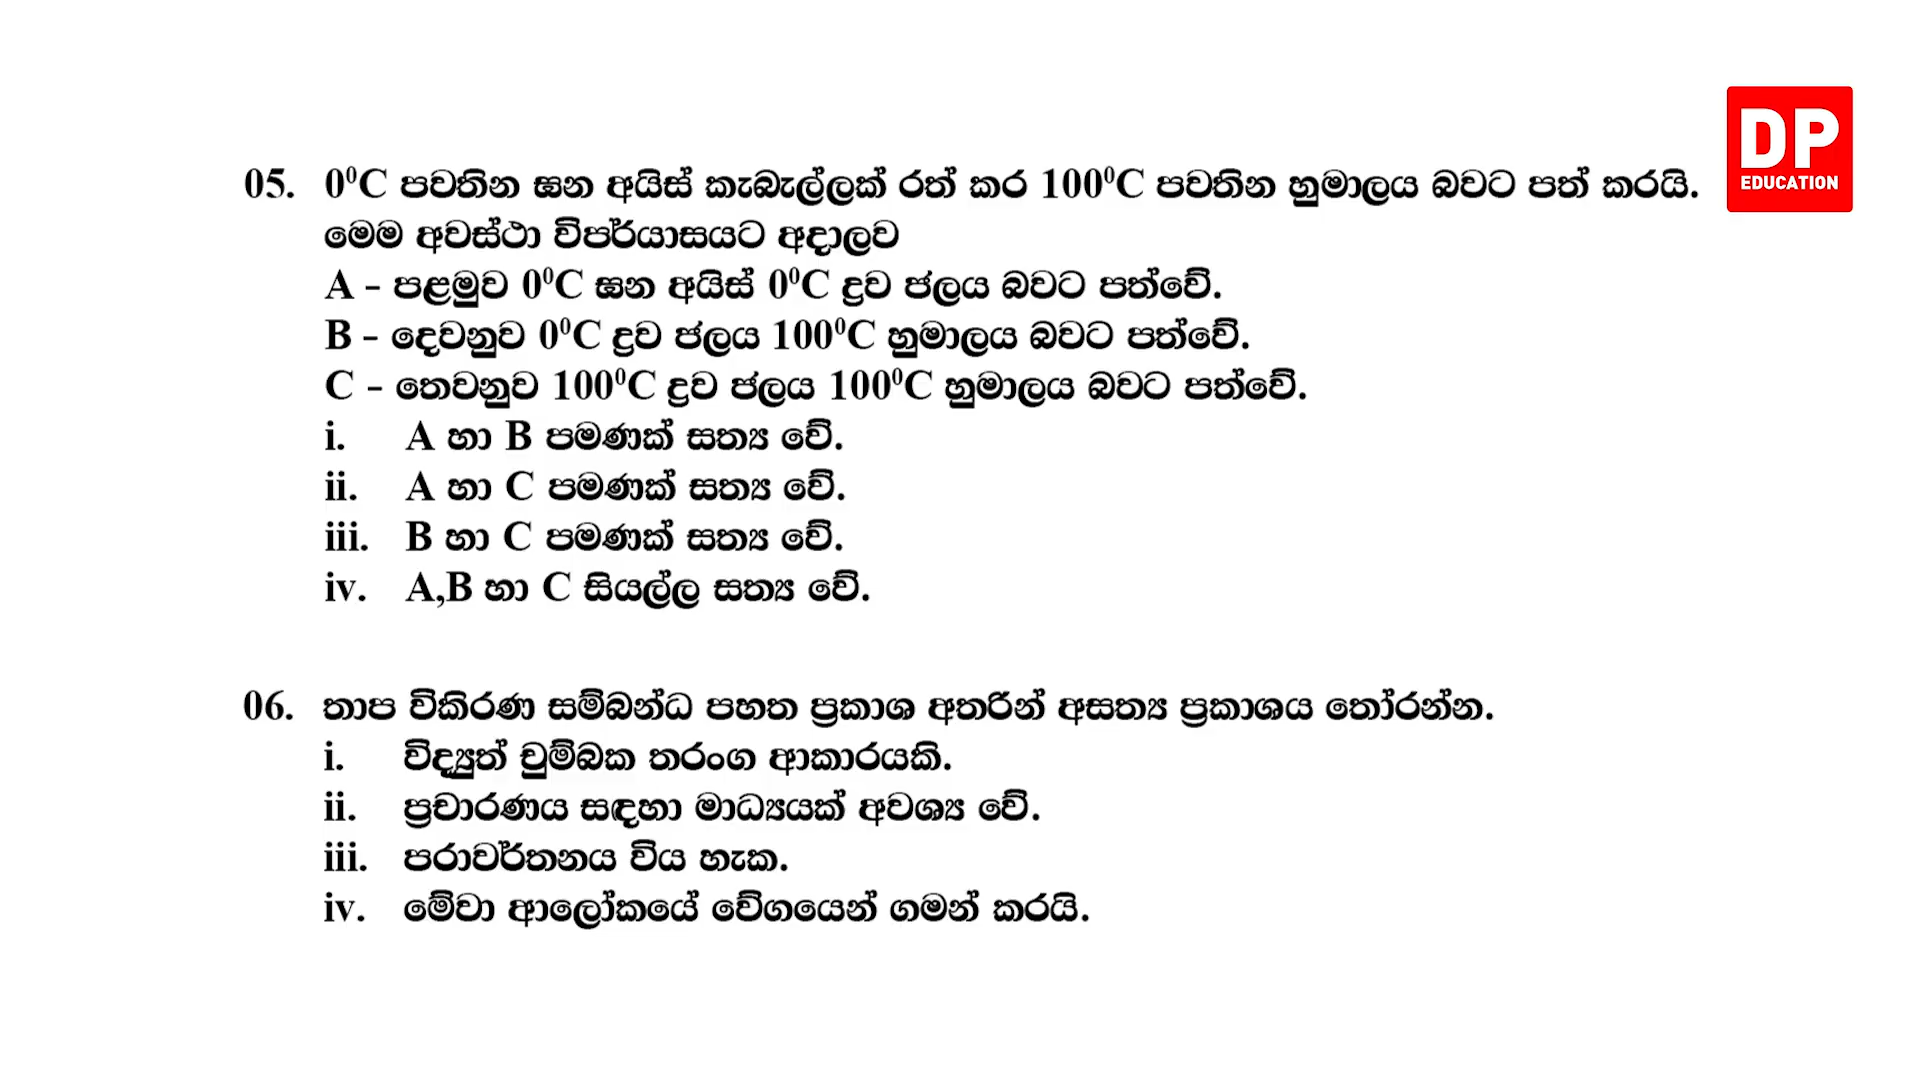 DP
EDUCATION
05. 0⁰C පවතින ඝන අයිස් කැබැල්ලක් රත් කර 100⁰C පවතින හුමාලය බවට පත් කරයි.
මෙම අවස්ථා විපර්යාසයට අදාලව
A - පළමුව 0⁰C ඝන අයිස් 0⁰C ද්‍රව ජලය බවට පත්වේ.
B - දෙවනුව 0⁰C ද්‍රව ජලය 100⁰C හුමාලය බවට පත්වේ.
C - තෙවනුව 100⁰C ද්‍රව ජලය 100⁰C හුමාලය බවට පත්වේ.
i. A හා B පමණක් සත්‍ය වේ.
ii. A හා C පමණක් සත්‍ය වේ.
iii. B හා C පමණක් සත්‍ය වේ.
iv. A,B හා C සියල්ල සත්‍ය වේ.
06. තාප විකිරණ සම්බන්ධ පහත ප්‍රකාශ අතරින් අසත්‍ය ප්‍රකාශය තෝරන්න.
i. විද්‍යුත් චුම්බක තරංග ආකාරයකි.
ii. ප්‍රචාරණය සඳහා මාධ්‍යයක් අවශ්‍ය වේ.
iii. පරාවර්තනය විය හැක.
iv. මේවා ආලෝකයේ වේගයෙන් ගමන් කරයි.